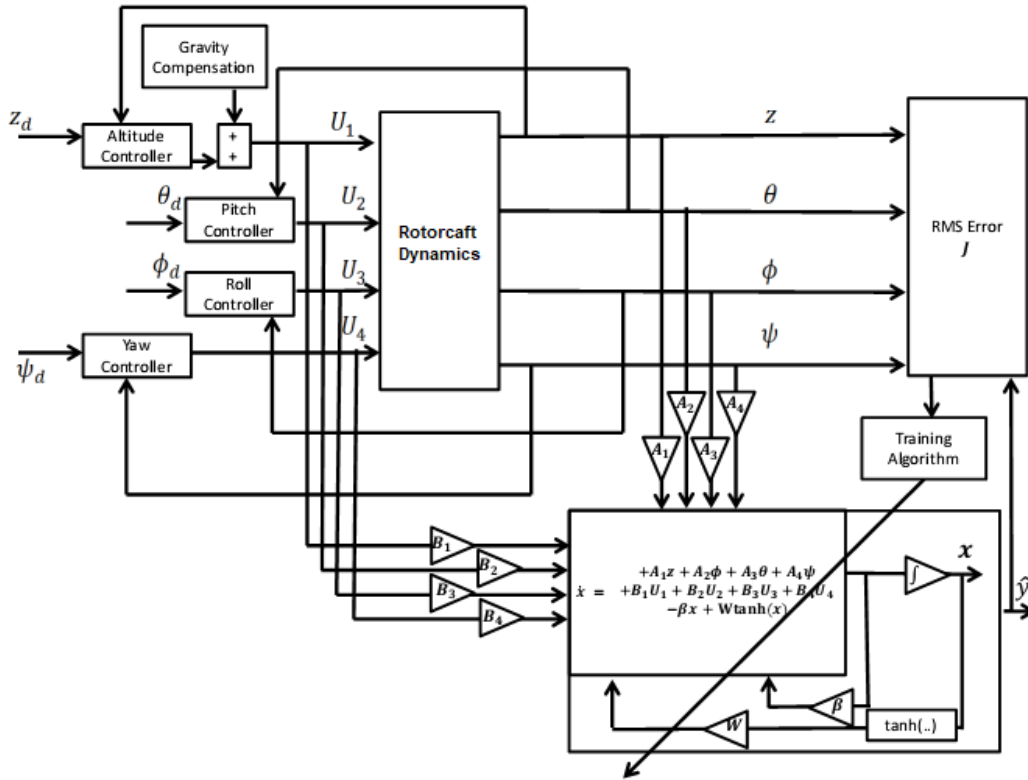 Gravity
Compensation
z_d
Altitude
Controller
+
+
U_1
z
θ_d
Pitch
Controller
U_2
θ
Rotorcaft
Dynamics
RMS Error
J
ϕ_d
Roll
Controller
U_3
ϕ
ψ_d
Yaw
Controller
U_4
ψ
A_1
A_2
A_3
A_4
Training
Algorithm
B_1
B_2
B_3
B_4
+A_1z + A_2ϕ + A_3θ + A_4ψ
ẋ = +B_1U_1 + B_2U_2 + B_3U_3 + B_4U_4
−βx + Wtanh(x)
∫
x
ŷ
β
W
tanh(..)